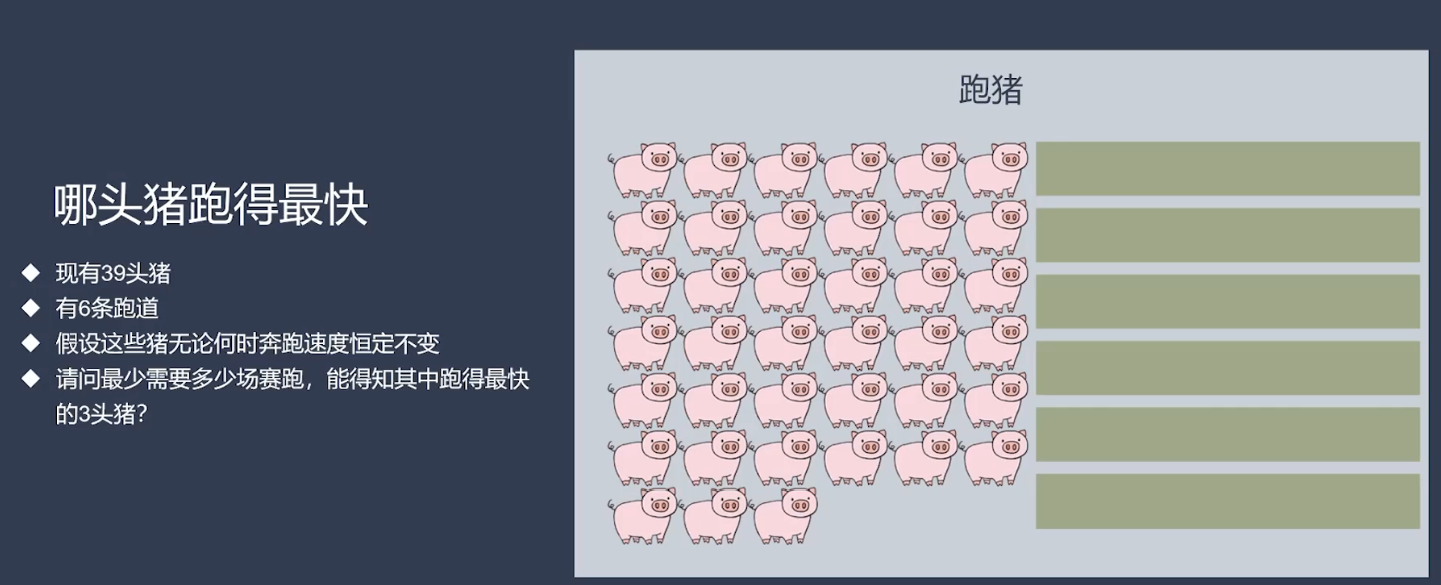 哪头猪跑得最快
现有39头猪
有6条跑道
假设这些猪无论何时奔跑速度恒定不变
请问最少需要多少场赛跑，能得知其中跑得最快
的3头猪？
跑猪